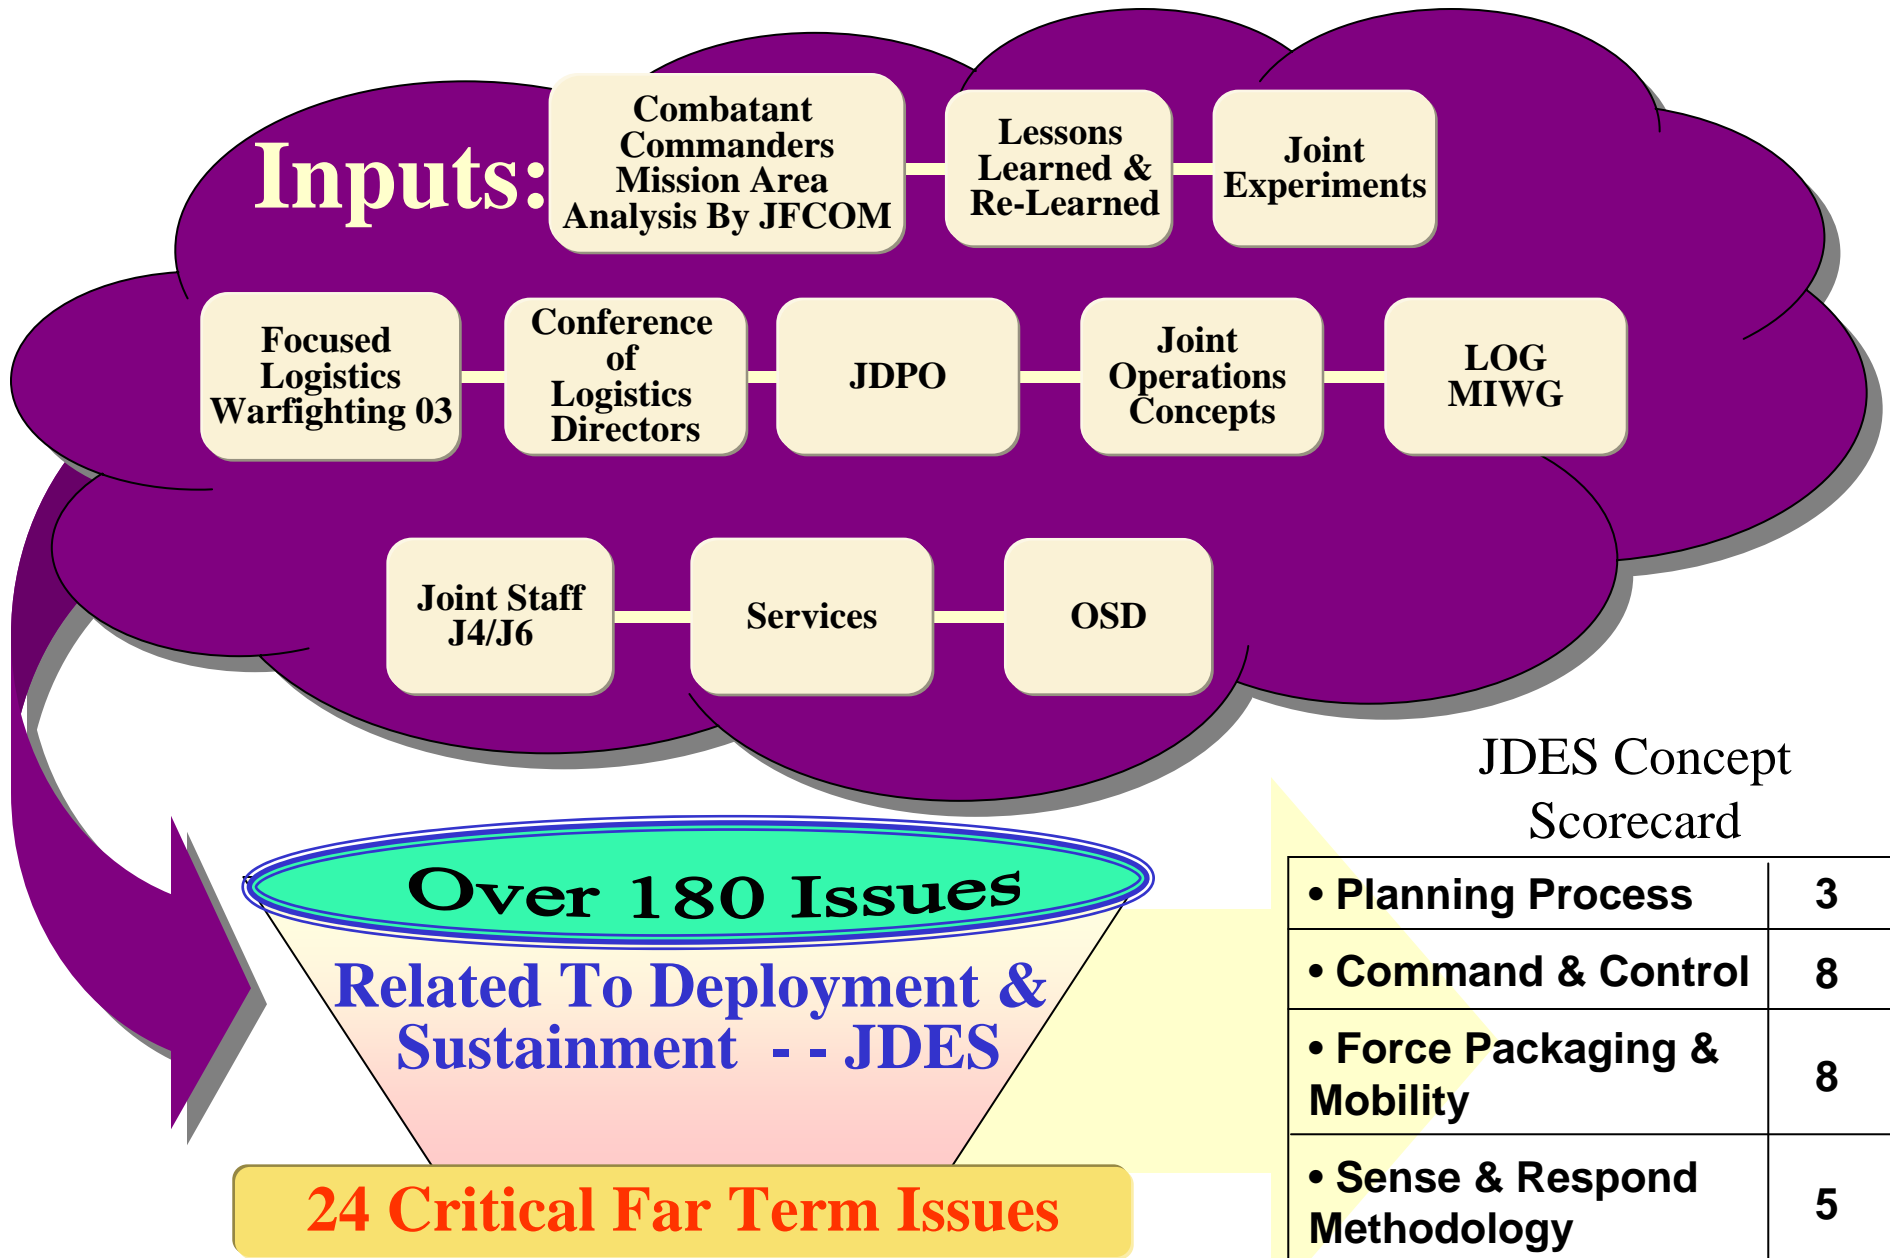 Inputs:
Combatant
Commanders
Mission Area
Analysis By JFCOM
Lessons
Learned &
Re-Learned
Joint
Experiments
Focused
Logistics
Warfighting 03
Conference
of
Logistics
Directors
JDPO
Joint
Operations
Concepts
LOG
MIWG
Joint Staff
J4/J6
Services
OSD
Over 180 Issues
Related To Deployment &
Sustainment - - JDES
24 Critical Far Term Issues
JDES Concept
Scorecard
• Planning Process 3
• Command & Control 8
• Force Packaging &
Mobility 8
• Sense & Respond
Methodology 5